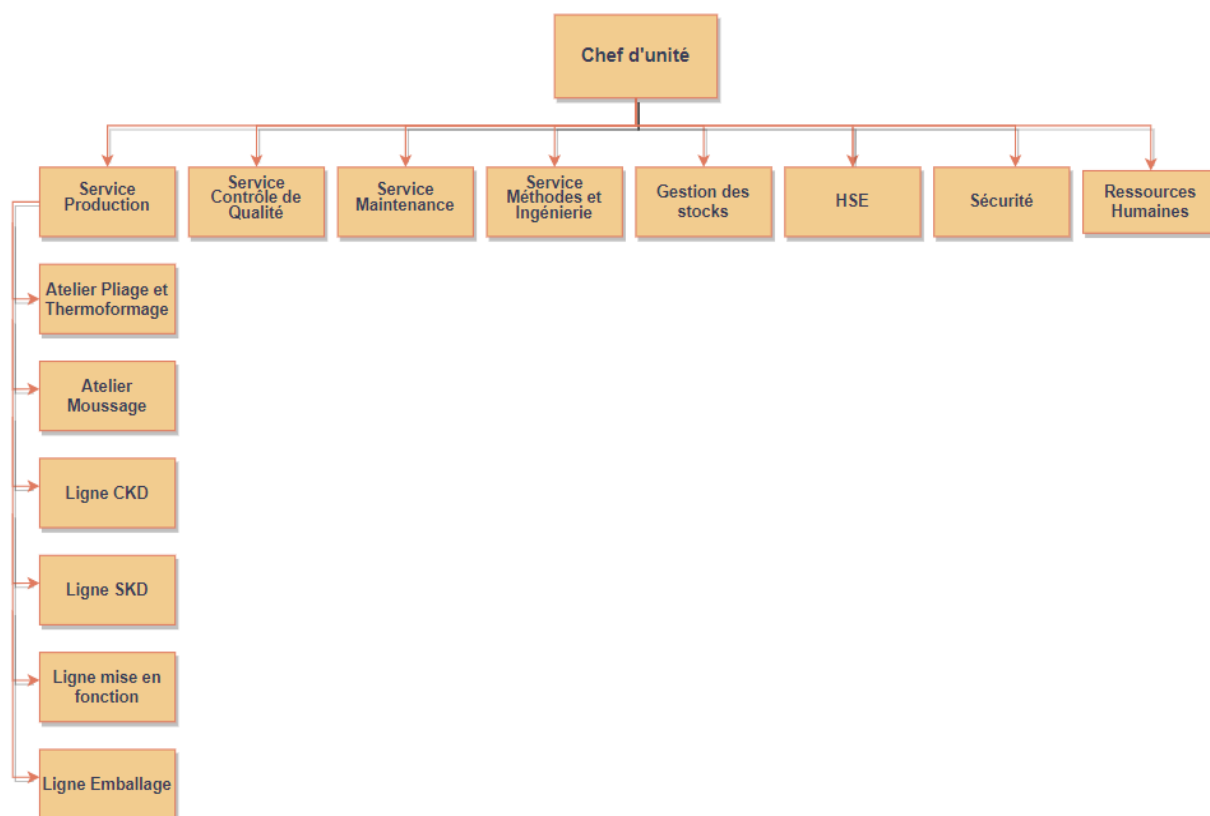 Chef d'unité
Service
Production
Service
Contrôle de
Qualité
Service
Maintenance
Service
Méthodes et
Ingénierie
Gestion des
stocks
HSE
Sécurité
Ressources
Humaines
Atelier Pliage et
Thermoformage
Atelier
Moussage
Ligne CKD
Ligne SKD
Ligne mise en
fonction
Ligne Emballage